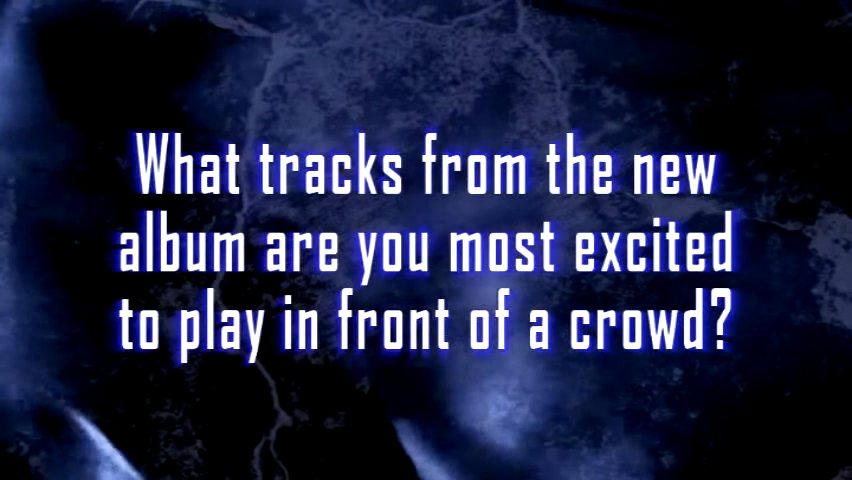 What tracks from the new
album are you most excited
to play in front of a crowd?